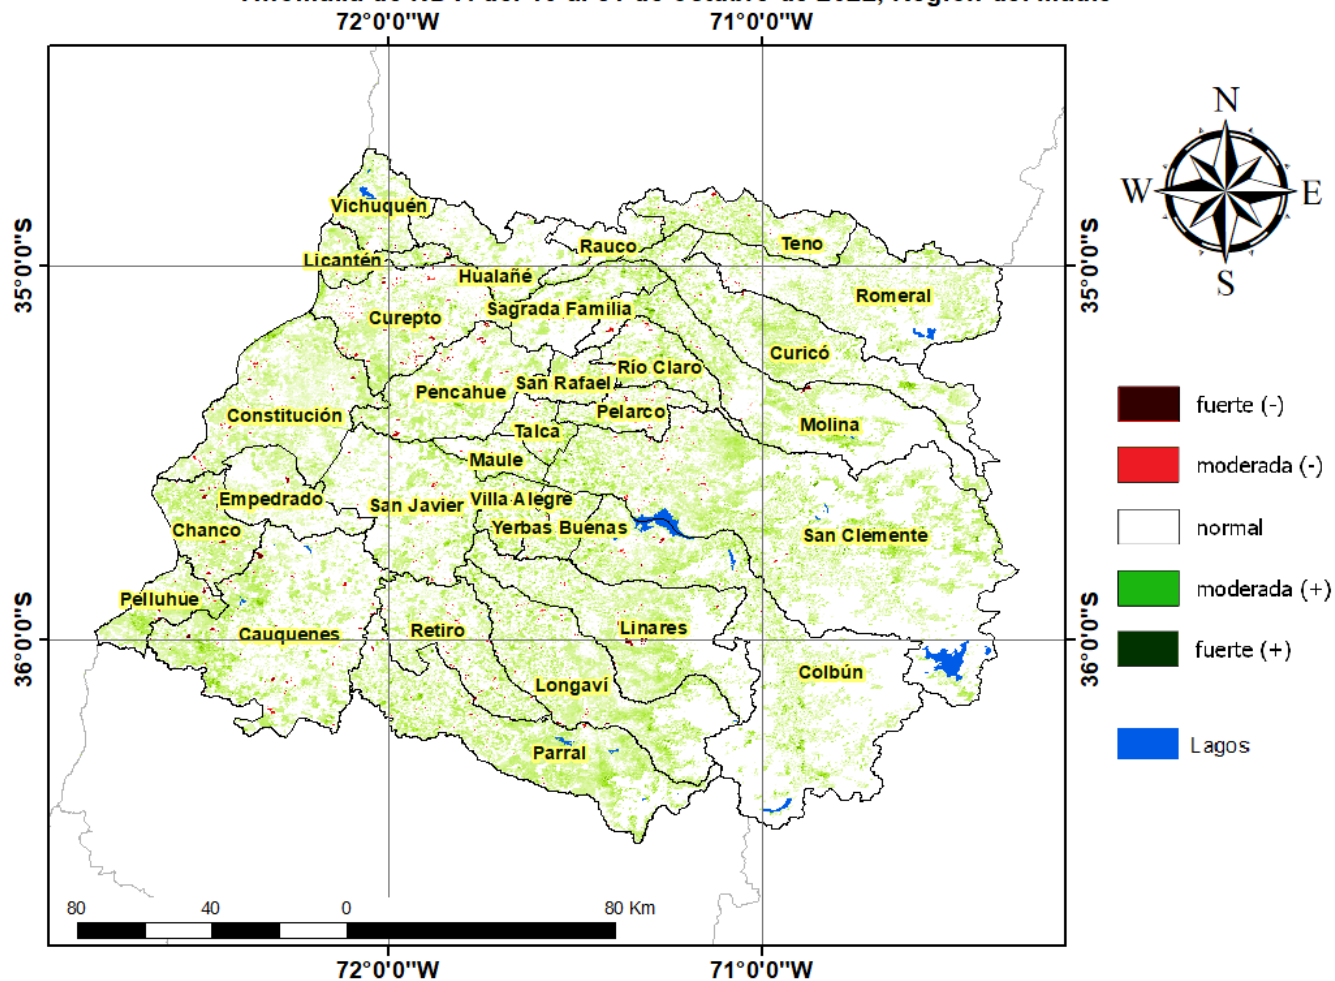 72°0'0"W 71°0'0"W
N
W E
S
35°0'0"S 35°0'0"S
36°0'0"S 36°0'0"S
Vichuquén
Rauco
Teno
Licantén
Hualañé
Romeral
Sagrada Familia
Curepto
Curicó
Río Claro
San Rafael
Pencahue
Pelarco
Constitución
Molina
Talca
Maule
Empedrado
Villa Alegre
San Javier
Chanco
Yerbas Buenas
San Clemente
Pelluhue
Cauquenes
Retiro
Linares
Colbún
Longaví
Parral
fuerte (-)
moderada (-)
normal
moderada (+)
fuerte (+)
Lagos
80 40 0 80 Km
72°0'0"W 71°0'0"W